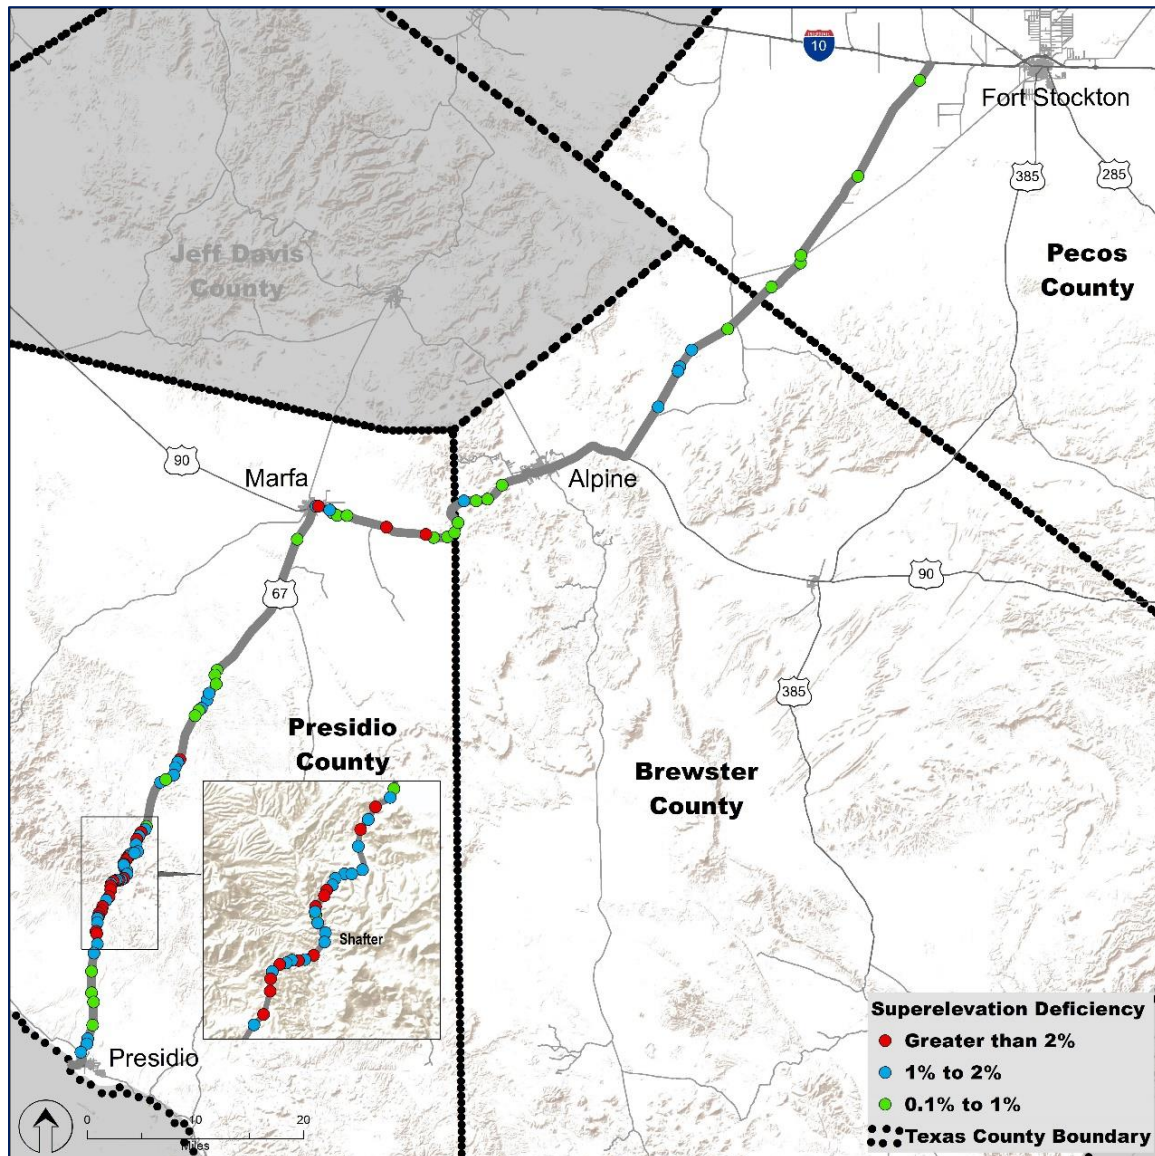 10
Fort Stockton
385
285
Jeff Davis
County
Pecos
County
90
Marfa
Alpine
67
90
385
Presidio
County
Brewster
County
Shafter
Presidio
0
10
20
Miles
Superelevation Deficiency
Greater than 2%
1% to 2%
0.1% to 1%
Texas County Boundary